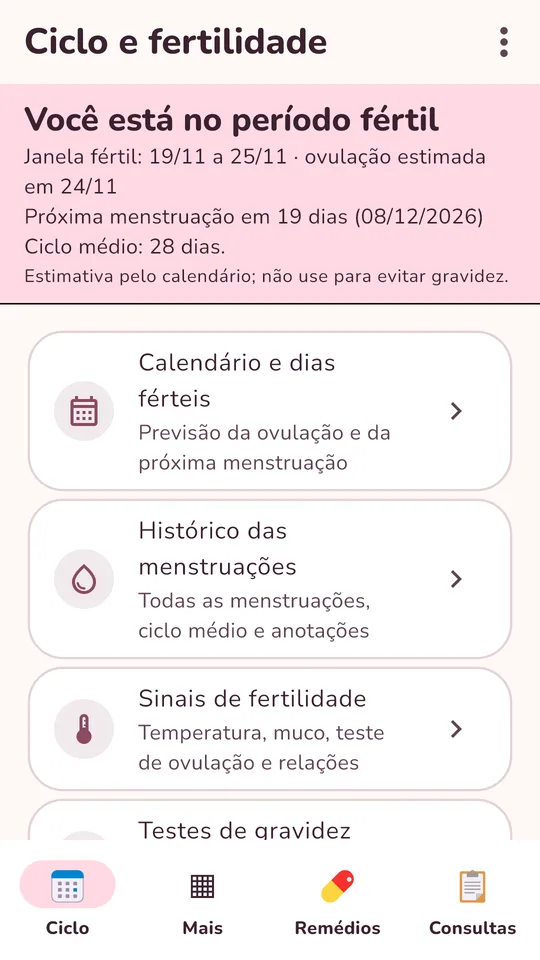 Ciclo e fertilidade
Você está no período fértil
Janela fértil: 19/11 a 25/11 · ovulação estimada
em 24/11
Próxima menstruação em 19 dias (08/12/2026)
Ciclo médio: 28 dias.
Estimativa pelo calendário; não use para evitar gravidez.
Calendário e dias
férteis
Previsão da ovulação e da
próxima menstruação
Histórico das
menstruações
Todas as menstruações,
ciclo médio e anotações
Sinais de fertilidade
Temperatura, muco, teste
de ovulação e relações
Testes de gravidez
Ciclo
Mais
Remédios
Consultas